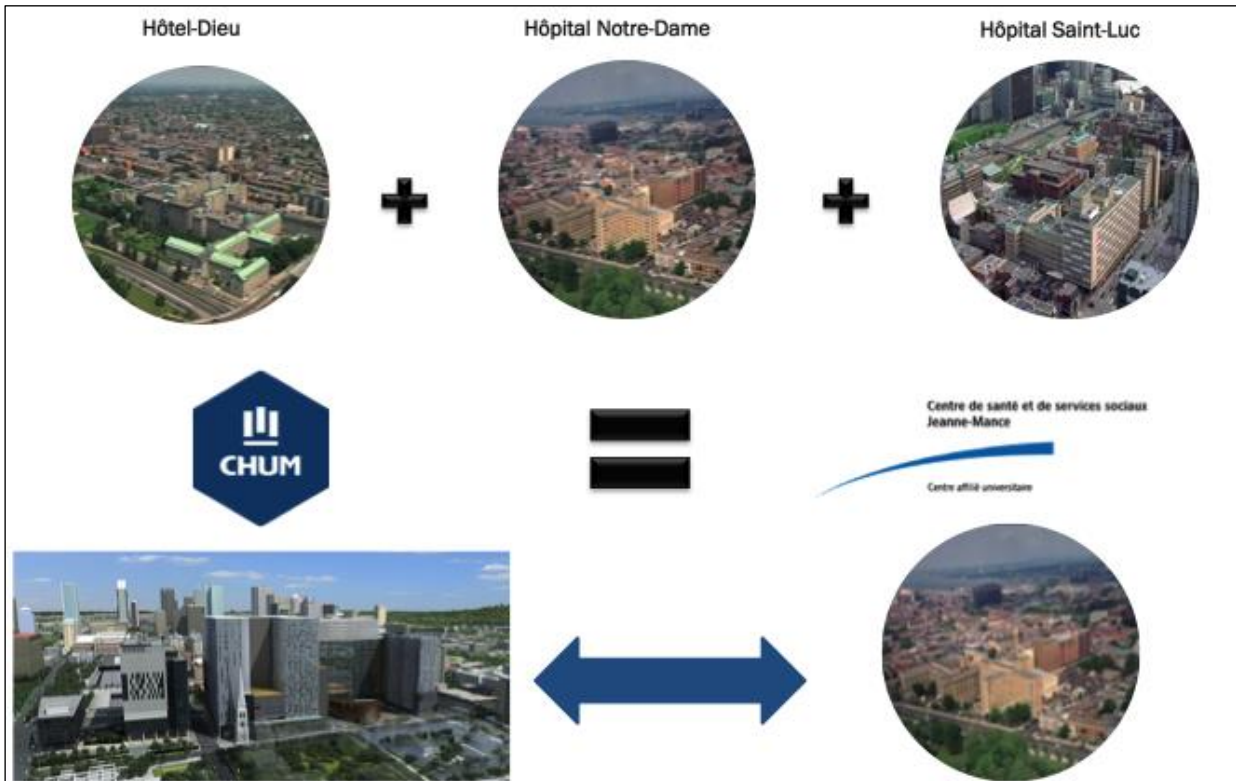 Hôtel-Dieu
Hôpital Notre-Dame
Hôpital Saint-Luc
CHUM
Centre de santé et de services sociaux
Jeanne-Mance
Centre affilié universitaire